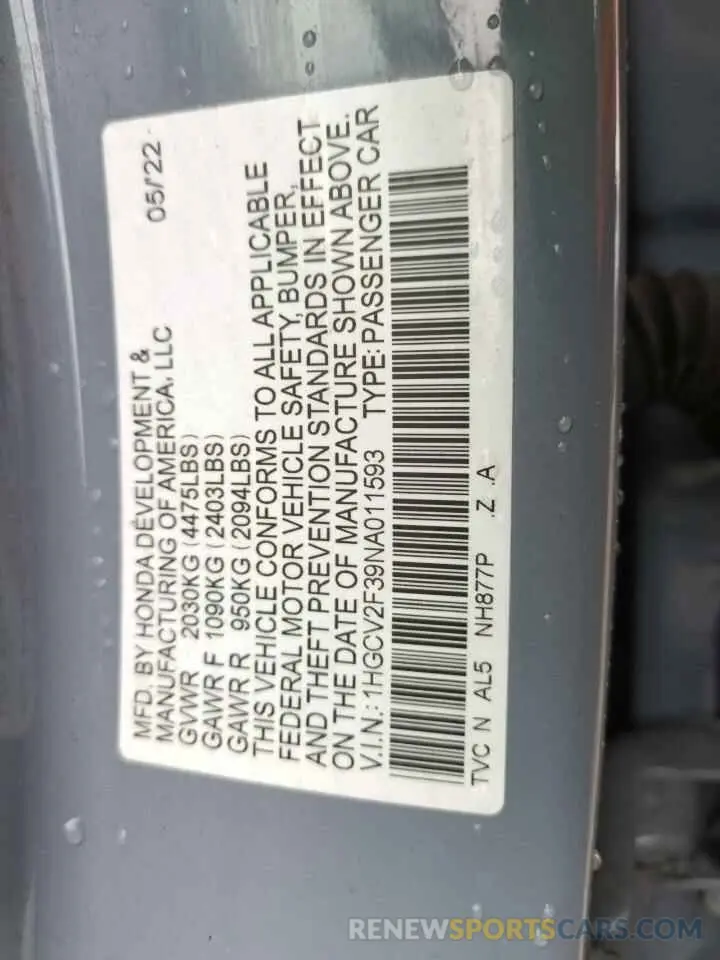 MFD. BY HONDA DEVELOPMENT & 05/22
MANUFACTURING OF AMERICA, LLC
GVWR 2030KG (4475LBS)
GAWR F 1090KG (2403LBS)
GAWR R 950KG (2094LBS)
THIS VEHICLE CONFORMS TO ALL APPLICABLE
FEDERAL MOTOR VEHICLE SAFETY, BUMPER,
AND THEFT PREVENTION STANDARDS IN EFFECT
ON THE DATE OF MANUFACTURE SHOWN ABOVE.
V.I.N.: 1HGCV2F39NA011593 TYPE: PASSENGER CAR
TVC N AL5 NH877P .Z .A
RENEWSPORTSCARS.COM